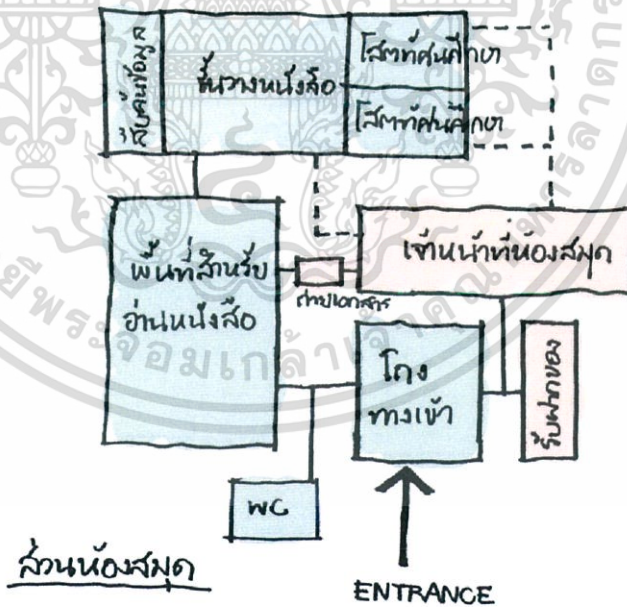 สืบค้นข้อมูล
ชั้นวางหนังสือ
โสตทัศนศึกษา
โสตทัศนศึกษา
พื้นที่สำหรับ
อ่านหนังสือ
ถ่ายเอกสาร
เจ้าหน้าที่ห้องสมุด
โถง
ทางเข้า
รับฝากของ
WC
ส่วนห้องสมุด
ENTRANCE